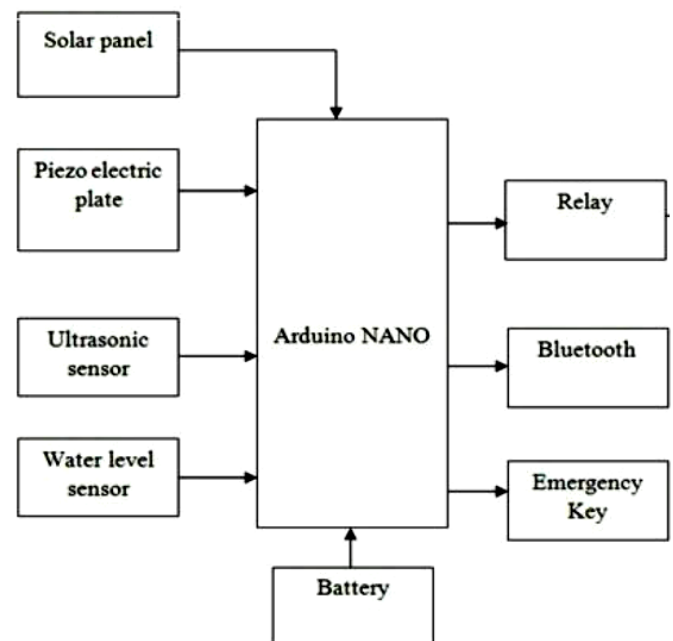 Solar panel
Piezo electric
plate
Ultrasonic
sensor
Water level
sensor
Arduino NANO
Relay
Bluetooth
Emergency
Key
Battery